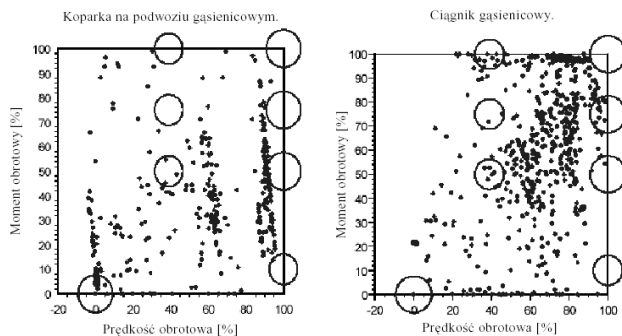 Koparka na podwoziu gąsienicowym.
Moment obrotowy [%]
100
90
80
70
60
50
40
30
20
10
0
-20 0 20 40 60 80 100
Prędkość obrotowa [%]
Ciągnik gąsienicowy.
Moment obrotowy [%]
100
90
80
70
60
50
40
30
20
10
0
-20 0 20 40 60 80 100
Prędkość obrotowa [%]